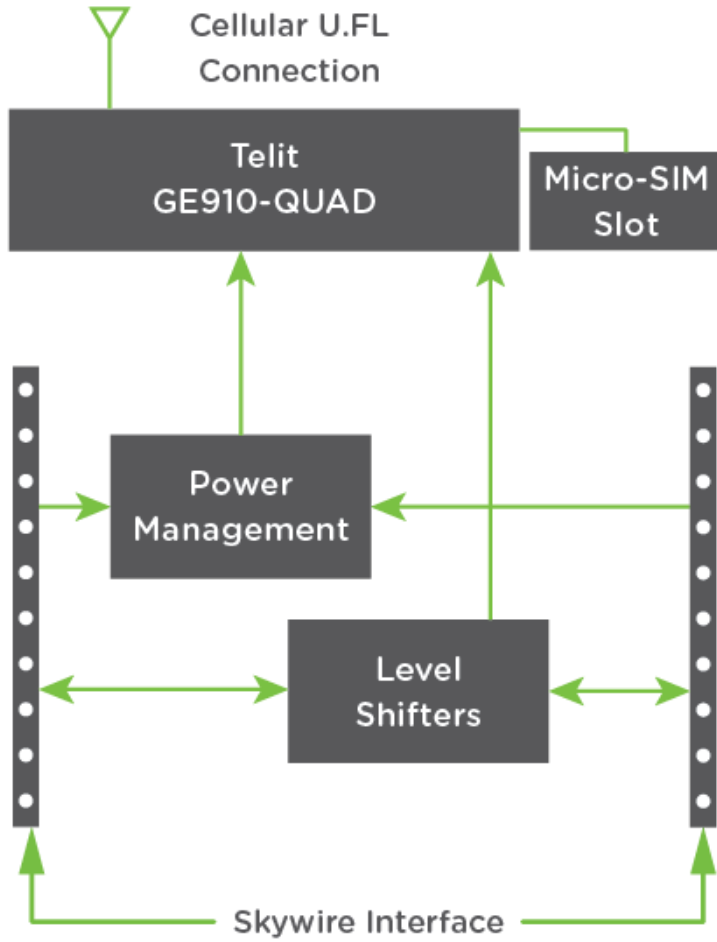 Cellular U.FL
Connection
Telit
GE910-QUAD
Micro-SIM
Slot
Power
Management
Level
Shifters
Skywire Interface